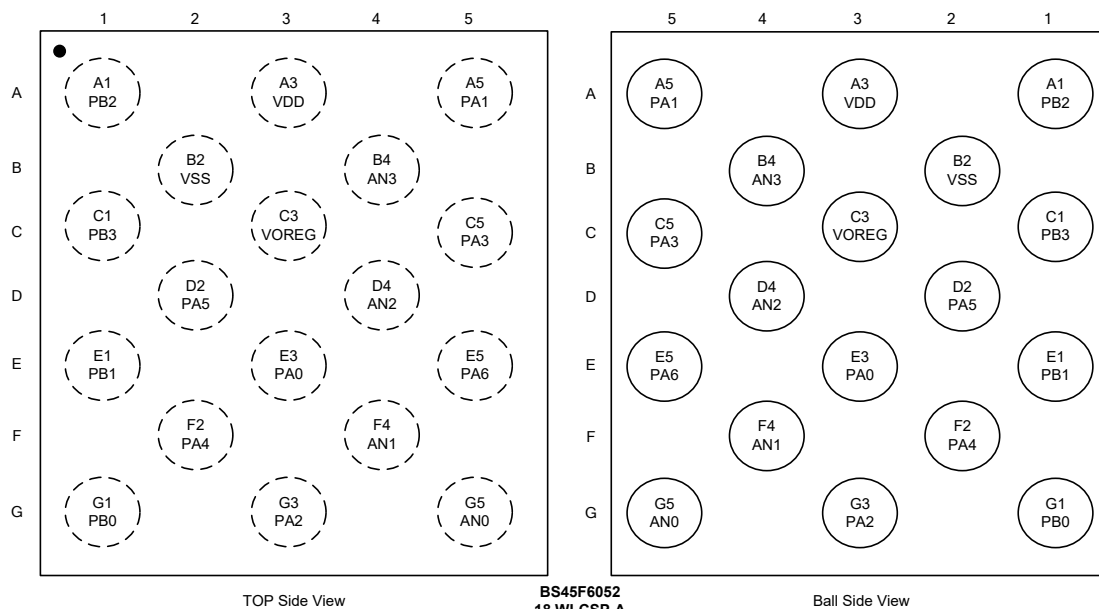 1 2 3 4 5
A
A1
PB2
A3
VDD
A5
PA1
B
B2
VSS
B4
AN3
C
C1
PB3
C3
VOREG
C5
PA3
D
D2
PA5
D4
AN2
E
E1
PB1
E3
PA0
E5
PA6
F
F2
PA4
F4
AN1
G
G1
PB0
G3
PA2
G5
AN0
TOP Side View
5 4 3 2 1
A
A5
PA1
A3
VDD
A1
PB2
B
B4
AN3
B2
VSS
C
C5
PA3
C3
VOREG
C1
PB3
D
D4
AN2
D2
PA5
E
E5
PA6
E3
PA0
E1
PB1
F
F4
AN1
F2
PA4
G
G5
AN0
G3
PA2
G1
PB0
Ball Side View
BS45F6052
18 WLCSP-A